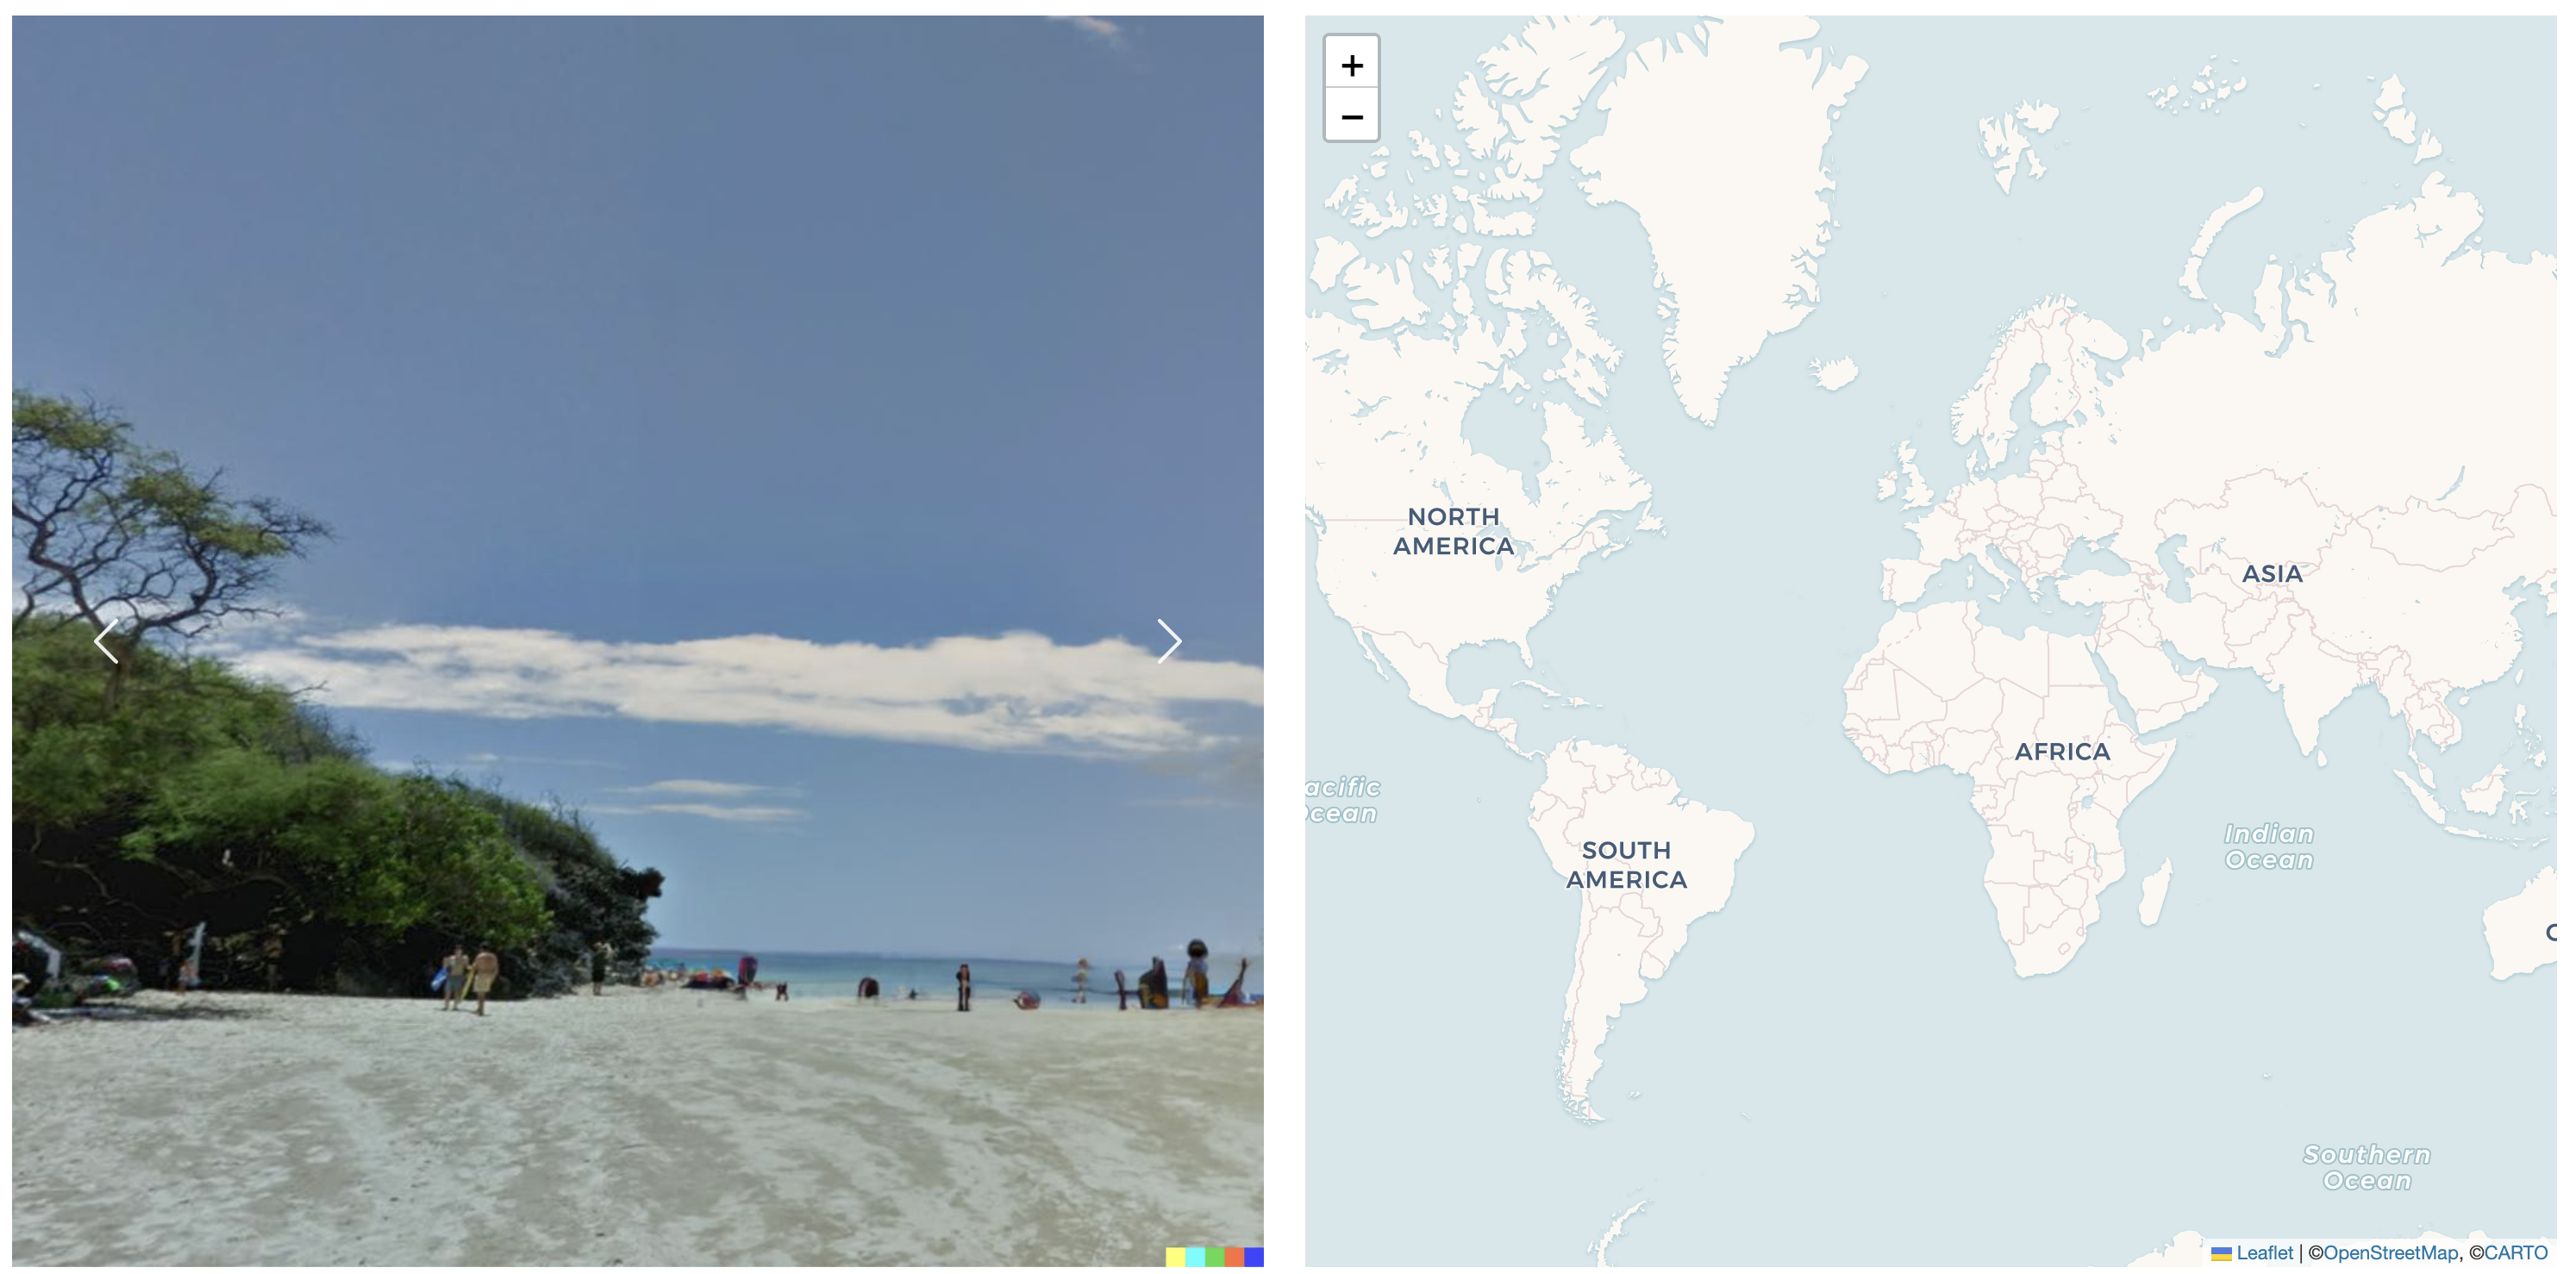 +
−
NORTH
AMERICA
ASIA
AFRICA
acific
cean
Indian
Ocean
SOUTH
AMERICA
Southern
Ocean
Leaflet | ©OpenStreetMap, ©CARTO